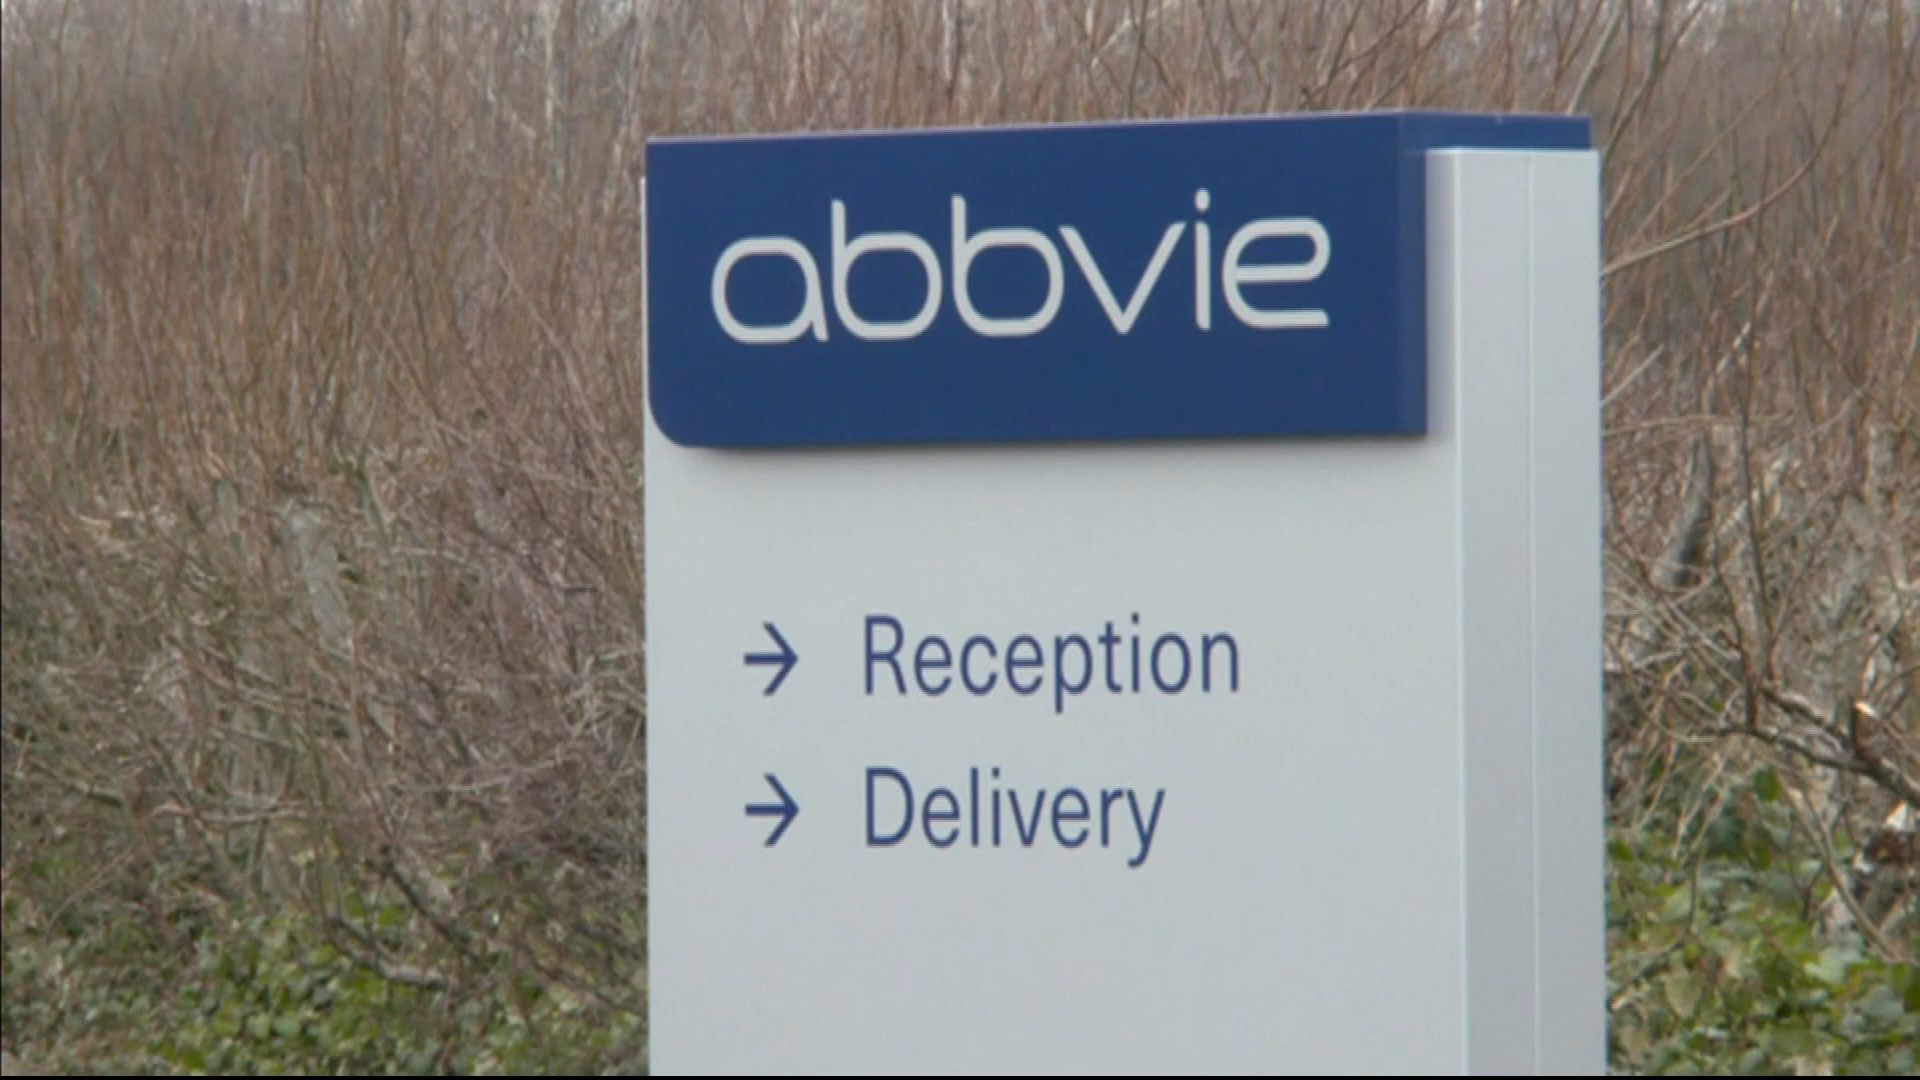 abbvie
→ Reception
→ Delivery